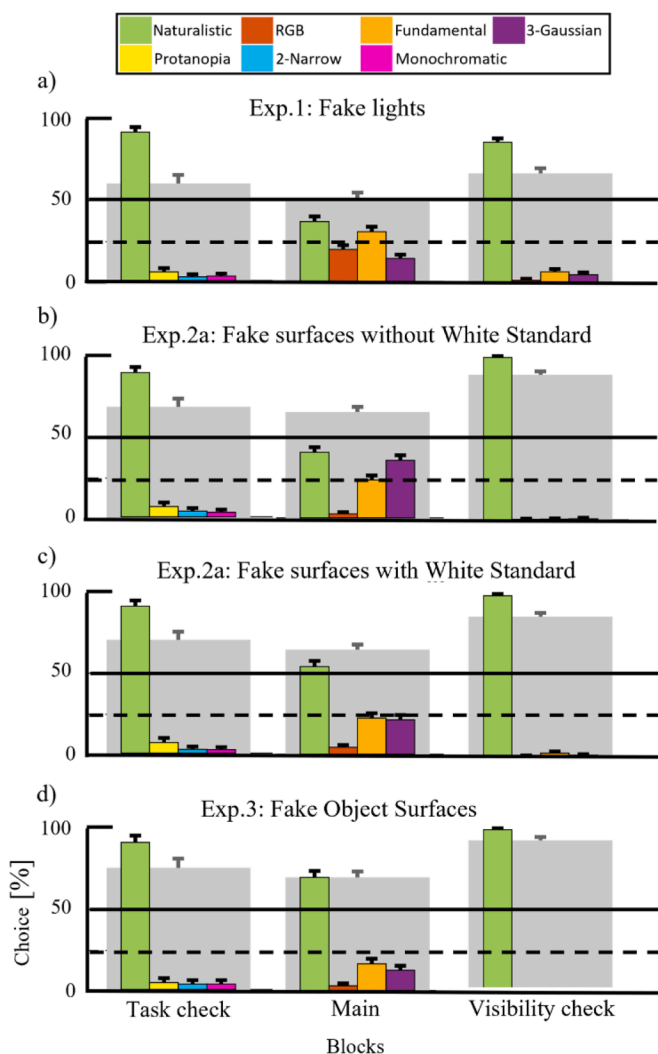 Naturalistic RGB Fundamental 3-Gaussian
Protanopia 2-Narrow Monochromatic
a)
Exp.1: Fake lights
100
50
0
b)
Exp.2a: Fake surfaces without White Standard
100
50
0
c)
Exp.2a: Fake surfaces with White Standard
100
50
0
d)
Exp.3: Fake Object Surfaces
100
50
0
Choice [%]
Task check Main Visibility check
Blocks